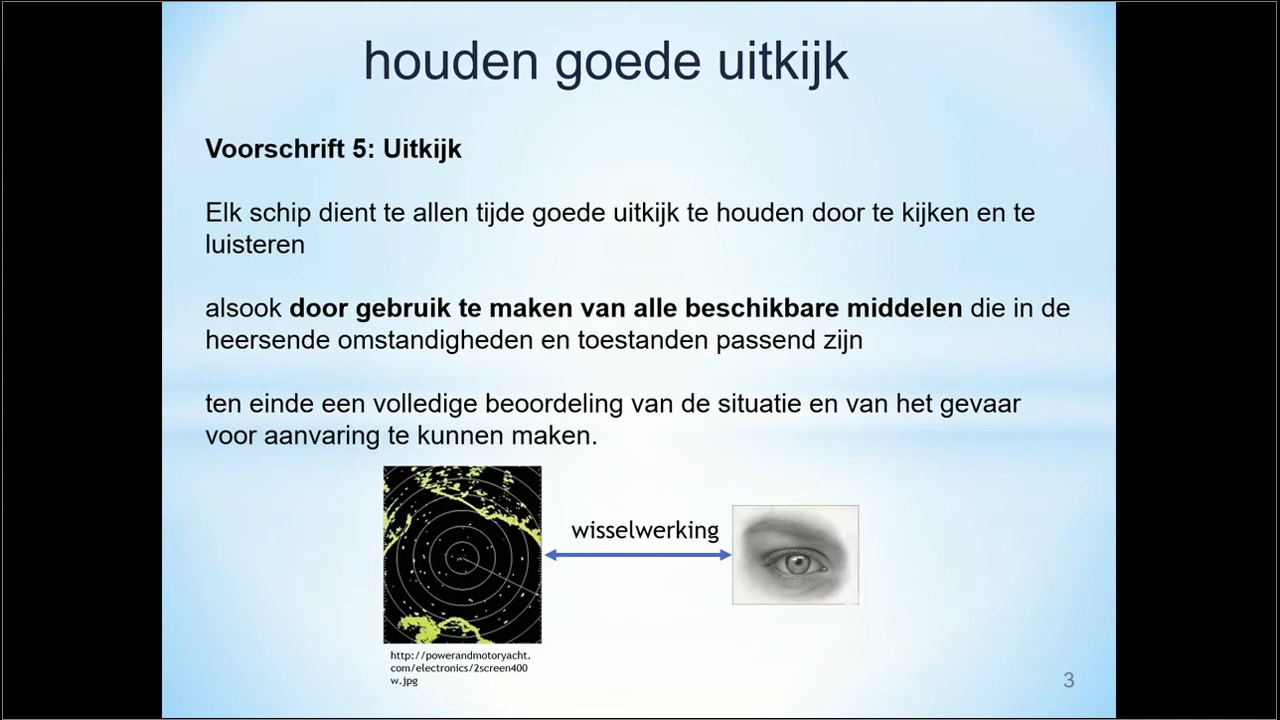 houden goede uitkijk
Voorschrift 5: Uitkijk
Elk schip dient te allen tijde goede uitkijk te houden door te kijken en te
luisteren
alsook door gebruik te maken van alle beschikbare middelen die in de
heersende omstandigheden en toestanden passend zijn
ten einde een volledige beoordeling van de situatie en van het gevaar
voor aanvaring te kunnen maken.
wisselwerking
http://powerandmotoryacht.
com/electronics/2screen400
w.jpg
3